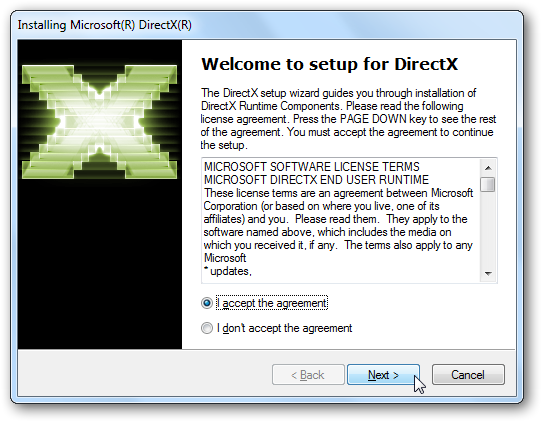 Installing Microsoft(R) DirectX(R)
Welcome to setup for DirectX
The DirectX setup wizard guides you through installation of
DirectX Runtime Components. Please read the following
license agreement. Press the PAGE DOWN key to see the rest
of the agreement. You must accept the agreement to continue
the setup.
MICROSOFT SOFTWARE LICENSE TERMS
MICROSOFT DIRECTX END USER RUNTIME
These license terms are an agreement between Microsoft
Corporation (or based on where you live, one of its
affiliates) and you.  Please read them.  They apply to the
software named above, which includes the media on
which you received it, if any.  The terms also apply to any
Microsoft
* updates,
I accept the agreement
I don't accept the agreement
< Back
Next >
Cancel